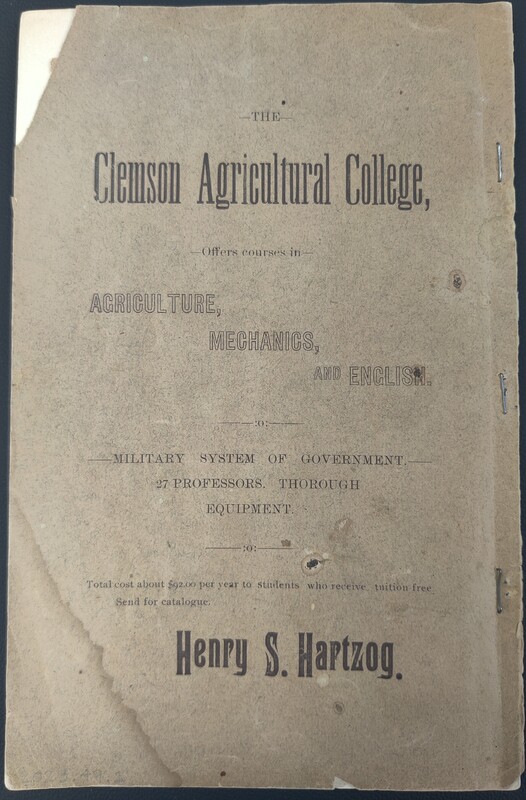 —THE—
Clemson Agricultural College,
—Offers courses in—
AGRICULTURE,
MECHANICS,
AND ENGLISH.
—:o:—
—MILITARY SYSTEM OF GOVERNMENT.—
27 PROFESSORS. THOROUGH
EQUIPMENT.
—:o:—
Total cost about $92.00 per year to students who receive tuition free
Send for catalogue.
Henry S. Hartzog.